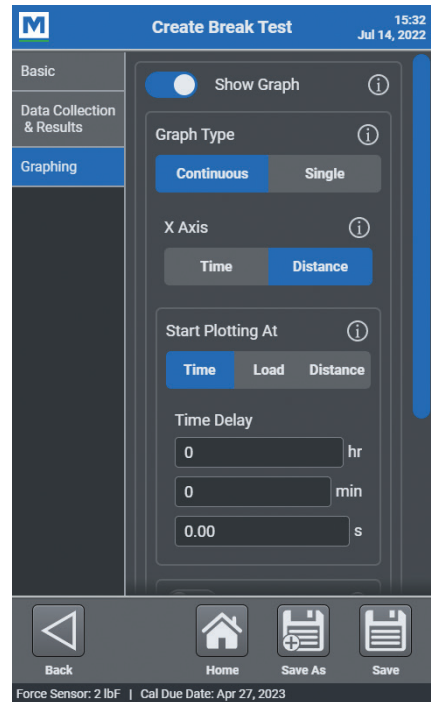 M
Create Break Test
15:32
Jul 14, 2022
Basic
Data Collection
& Results
Graphing
Show Graph
Graph Type
Continuous Single
X Axis
Time Distance
Start Plotting At
Time Load Distance
Time Delay
0 hr
0 min
0.00 s
Back Home Save As Save
Force Sensor: 2 lbF | Cal Due Date: Apr 27, 2023